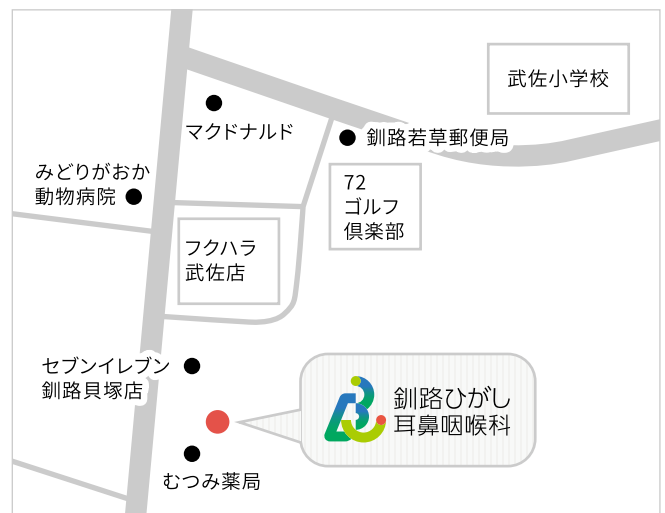 武佐小学校
マクドナルド
釧路若草郵便局
みどりがおか
動物病院
72
ゴルフ
倶楽部
フクハラ
武佐店
セブンイレブン
釧路貝塚店
釧路ひがし
耳鼻咽喉科
むつみ薬局